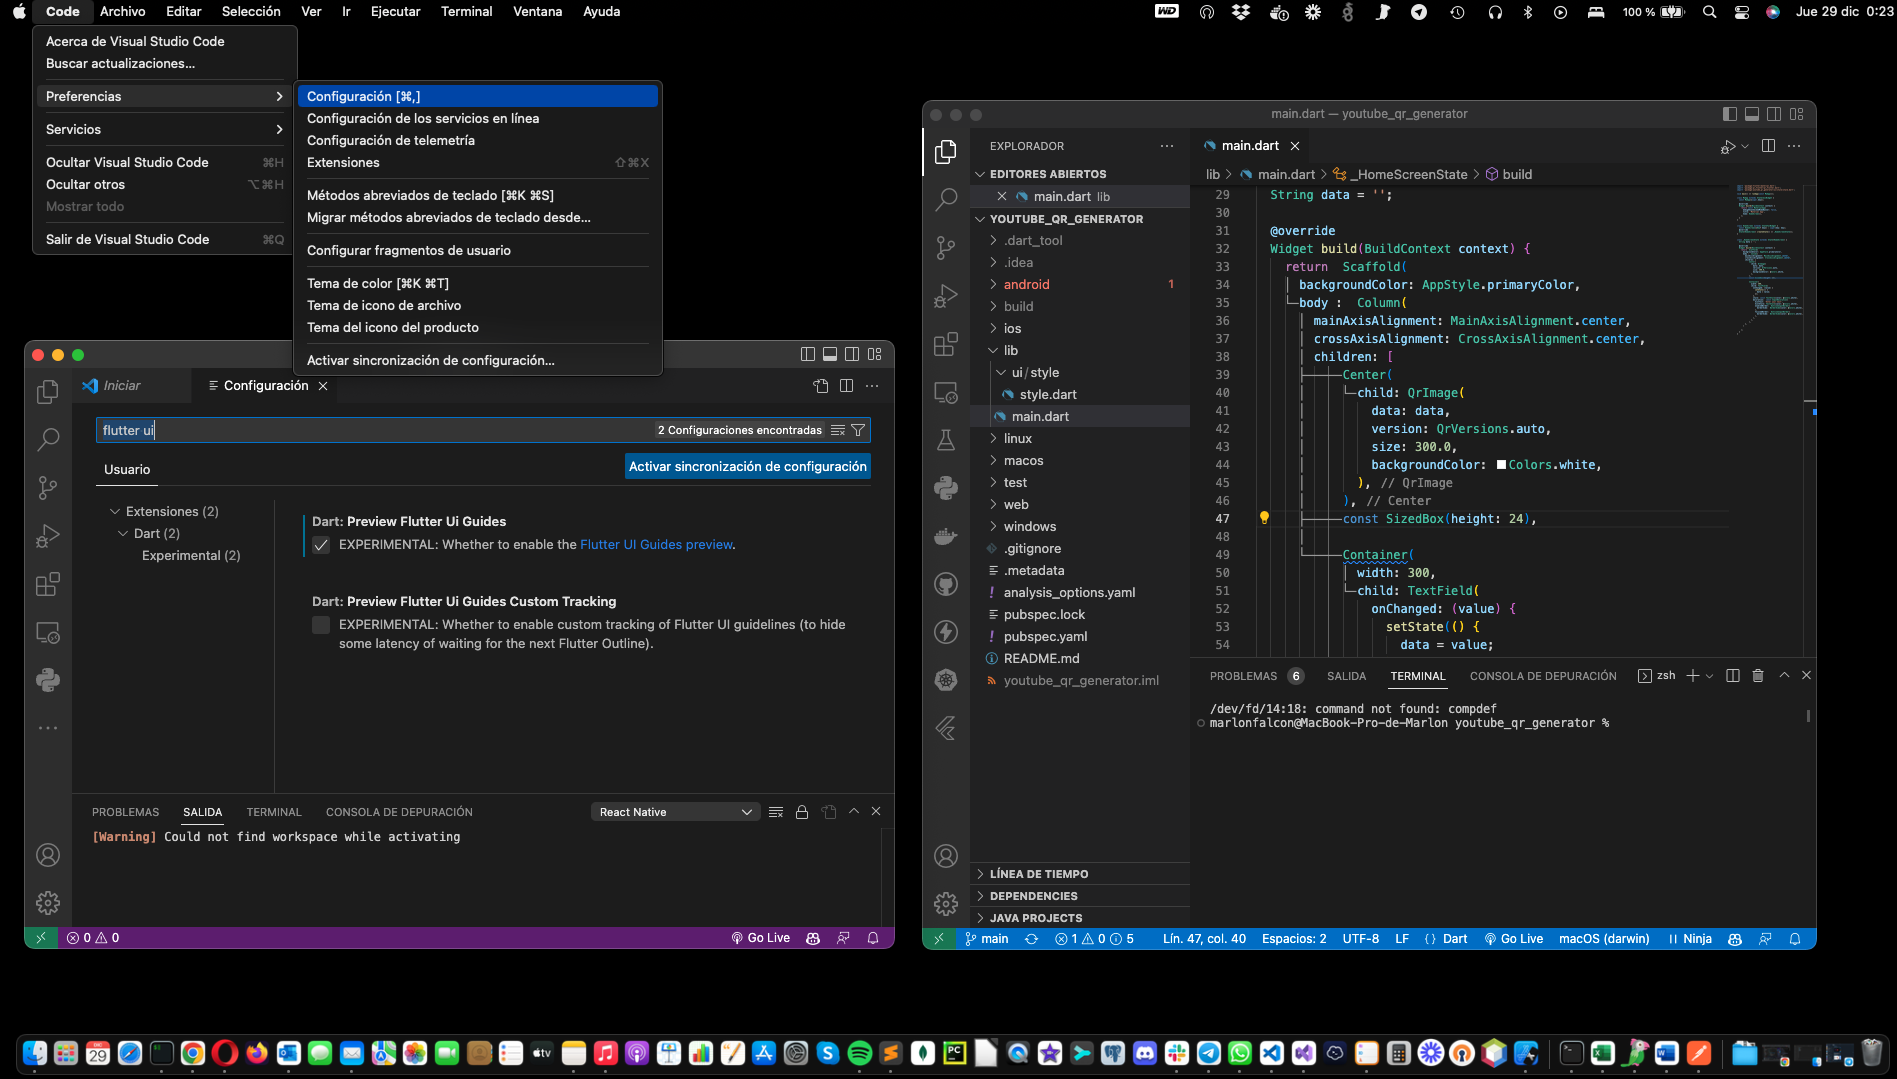 Code Archivo Editar Selección Ver Ir Ejecutar Terminal Ventana Ayuda
WD 100 % Jue 29 dic 0:23
Acerca de Visual Studio Code
Buscar actualizaciones...
Preferencias
Servicios
Ocultar Visual Studio Code ⌘H
Ocultar otros ⌥⌘H
Mostrar todo
Salir de Visual Studio Code ⌘Q
Configuración [⌘,]
Configuración de los servicios en línea
Configuración de telemetría
Extensiones ⇧⌘X
Métodos abreviados de teclado [⌘K ⌘S]
Migrar métodos abreviados de teclado desde...
Configurar fragmentos de usuario
Tema de color [⌘K ⌘T]
Tema de icono de archivo
Tema del icono del producto
Activar sincronización de configuración...
Iniciar
Configuración
flutter ui
2 Configuraciones encontradas
Usuario
Activar sincronización de configuración
Extensiones (2)
Dart (2)
Experimental (2)
Dart: Preview Flutter Ui Guides
EXPERIMENTAL: Whether to enable the Flutter UI Guides preview.
Dart: Preview Flutter Ui Guides Custom Tracking
EXPERIMENTAL: Whether to enable custom tracking of Flutter UI guidelines (to hide
some latency of waiting for the next Flutter Outline).
PROBLEMAS SALIDA TERMINAL CONSOLA DE DEPURACIÓN React Native
[Warning] Could not find workspace while activating
0 0 Go Live
main.dart — youtube_qr_generator
EXPLORADOR
EDITORES ABIERTOS
main.dart lib
YOUTUBE_QR_GENERATOR
.dart_tool
.idea
android 1
build
ios
lib
ui/style
style.dart
main.dart
linux
macos
test
web
windows
.gitignore
.metadata
! analysis_options.yaml
pubspec.lock
! pubspec.yaml
README.md
youtube_qr_generator.iml
LÍNEA DE TIEMPO
DEPENDENCIES
JAVA PROJECTS
main.dart
lib > main.dart > _HomeScreenState > build
29 String data = '';
30
31 @override
32 Widget build(BuildContext context) {
33 return Scaffold(
34 backgroundColor: AppStyle.primaryColor,
35 body : Column(
36 mainAxisAlignment: MainAxisAlignment.center,
37 crossAxisAlignment: CrossAxisAlignment.center,
38 children: [
39 Center(
40 child: QrImage(
41 data: data,
42 version: QrVersions.auto,
43 size: 300.0,
44 backgroundColor: Colors.white,
45 ), // QrImage
46 ), // Center
47 const SizedBox(height: 24),
48
49 Container(
50 width: 300,
51 child: TextField(
52 onChanged: (value) {
53 setState(() {
54 data = value;
PROBLEMAS 6 SALIDA TERMINAL CONSOLA DE DEPURACIÓN zsh
/dev/fd/14:18: command not found: compdef
marlonfalcon@MacBook-Pro-de-Marlon youtube_qr_generator %
main 1 0 5 Lín. 47, col. 40 Espacios: 2 UTF-8 LF {} Dart Go Live macOS (darwin) Ninja
DIC
29
tv
PC